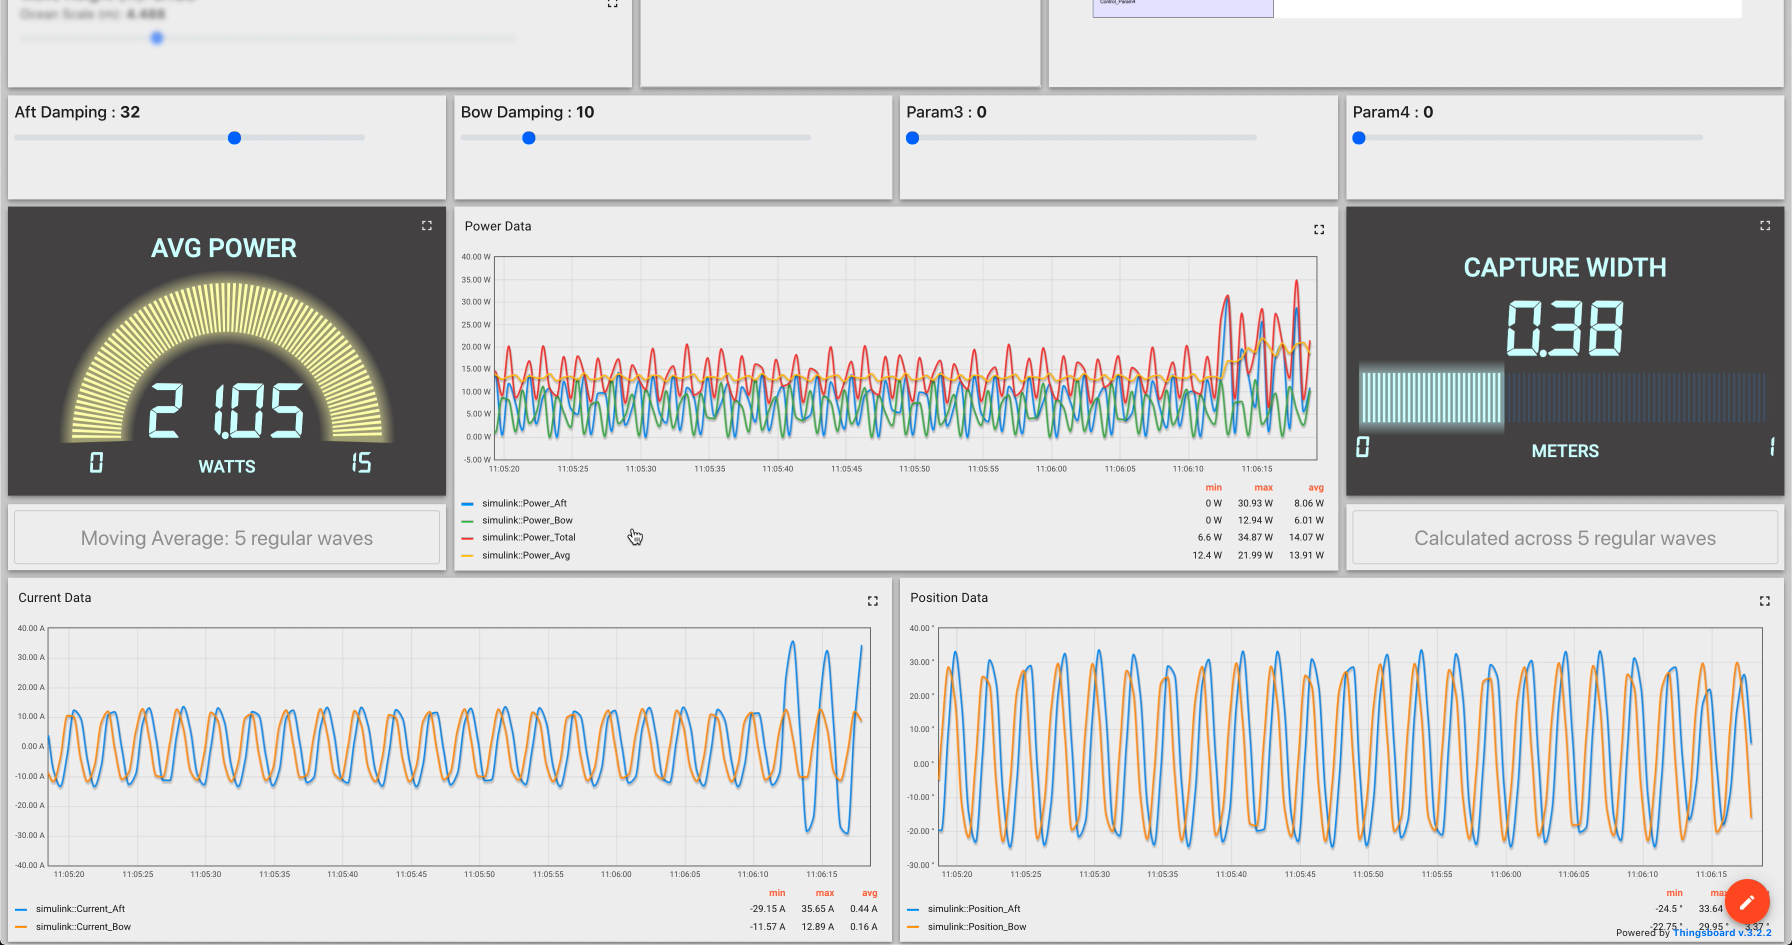 Ocean Scale (m): 4.488
Control_Param4
Aft Damping : 32
Bow Damping : 10
Param3 : 0
Param4 : 0
AVG POWER
21.05
0
WATTS
15
Moving Average: 5 regular waves
Power Data
40.00 W
35.00 W
30.00 W
25.00 W
20.00 W
15.00 W
10.00 W
5.00 W
0.00 W
-5.00 W
11:05:20
11:05:25
11:05:30
11:05:35
11:05:40
11:05:45
11:05:50
11:05:55
11:06:00
11:06:05
11:06:10
11:06:15
min max avg
simulink::Power_Aft 0 W 30.93 W 8.06 W
simulink::Power_Bow 0 W 12.94 W 6.01 W
simulink::Power_Total 6.6 W 34.87 W 14.07 W
simulink::Power_Avg 12.4 W 21.99 W 13.91 W
CAPTURE WIDTH
0.38
0
METERS
1
Calculated across 5 regular waves
Current Data
40.00 A
30.00 A
20.00 A
10.00 A
0.00 A
-10.00 A
-20.00 A
-30.00 A
-40.00 A
11:05:20
11:05:25
11:05:30
11:05:35
11:05:40
11:05:45
11:05:50
11:05:55
11:06:00
11:06:05
11:06:10
11:06:15
min max avg
simulink::Current_Aft -29.15 A 35.65 A 0.44 A
simulink::Current_Bow -11.57 A 12.89 A 0.16 A
Position Data
40.00 °
30.00 °
20.00 °
10.00 °
0.00 °
-10.00 °
-20.00 °
-30.00 °
11:05:20
11:05:25
11:05:30
11:05:35
11:05:40
11:05:45
11:05:50
11:05:55
11:06:00
11:06:05
11:06:10
11:06:15
min max
simulink::Position_Aft -24.5 ° 33.64
simulink::Position_Bow -22.75 ° 29.95 ° 3.37 °
Powered by Thingsboard v.3.2.2